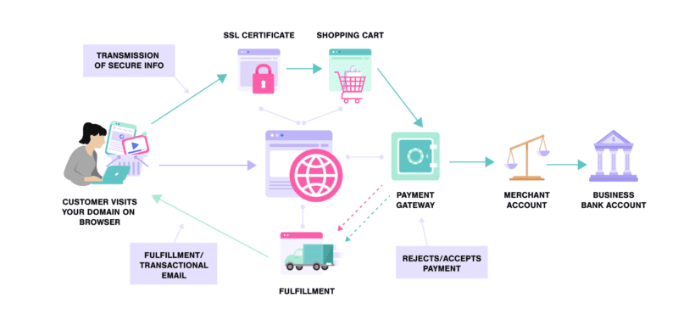 SSL CERTIFICATE
SHOPPING CART
TRANSMISSION
OF SECURE INFO
CUSTOMER VISITS
YOUR DOMAIN ON
BROWSER
PAYMENT
GATEWAY
MERCHANT
ACCOUNT
BUSINESS
BANK ACCOUNT
FULFILLMENT/
TRANSACTIONAL
EMAIL
REJECTS/ACCEPTS
PAYMENT
FULFILLMENT